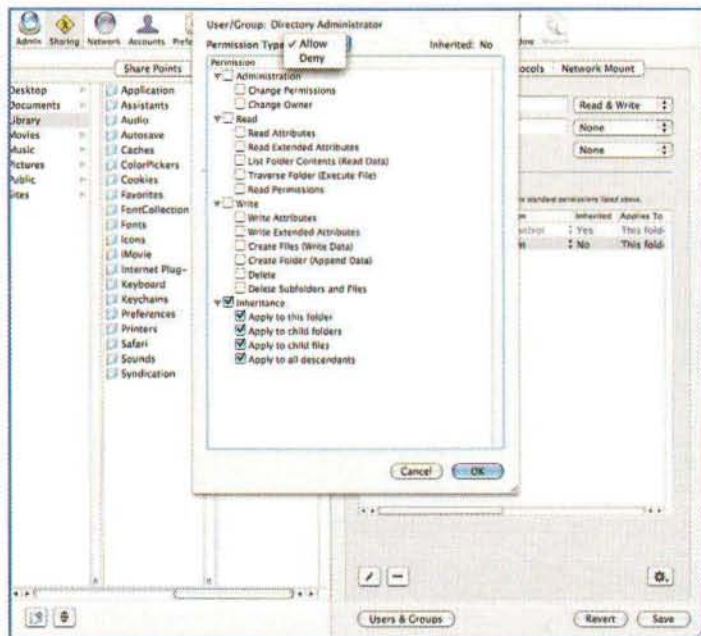 User/Group: Directory Administrator
Permission Type
Allow
Deny
Inherited: No
Admin
Sharing
Network
Accounts
Share Points
Network Mount
Desktop
Documents
Library
Movies
Music
Pictures
Public
Sites
Application
Assistants
Audio
Autosave
Caches
ColorPickers
Cookies
Favorites
FontCollection
Fonts
Icons
iMovie
Internet Plug-
Keyboard
Keychains
Preferences
Printers
Safari
Sounds
Syndication
Permission
Administration
Change Permissions
Change Owner
Read
Read Attributes
Read Extended Attributes
List Folder Contents (Read Data)
Traverse Folder (Execute File)
Read Permissions
Write
Write Attributes
Write Extended Attributes
Create Files (Write Data)
Create Folder (Append Data)
Delete
Delete Subfolders and Files
Inheritance
Apply to this folder
Apply to child folders
Apply to child files
Apply to all descendants
Cancel
OK
Read & Write
None
None
standard permissions listed above.
Inherited
Applies To
Yes
This fold
No
This fold
Users & Groups
Revert
Save